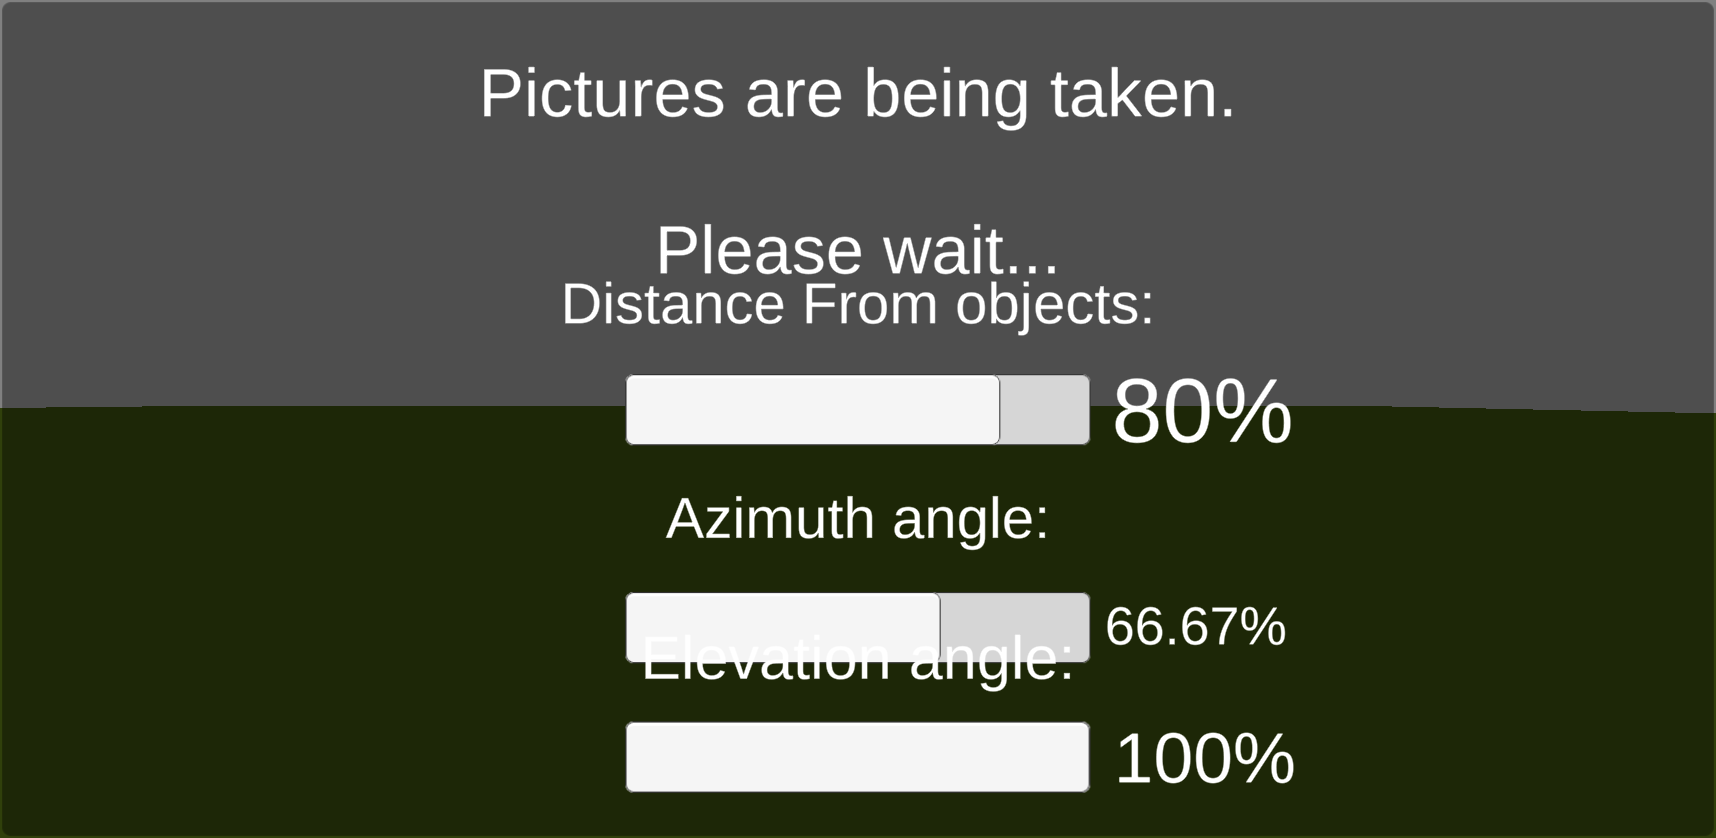 Pictures are being taken.
Please wait...
Distance From objects:
80%
Azimuth angle:
66.67%
Elevation angle:
100%